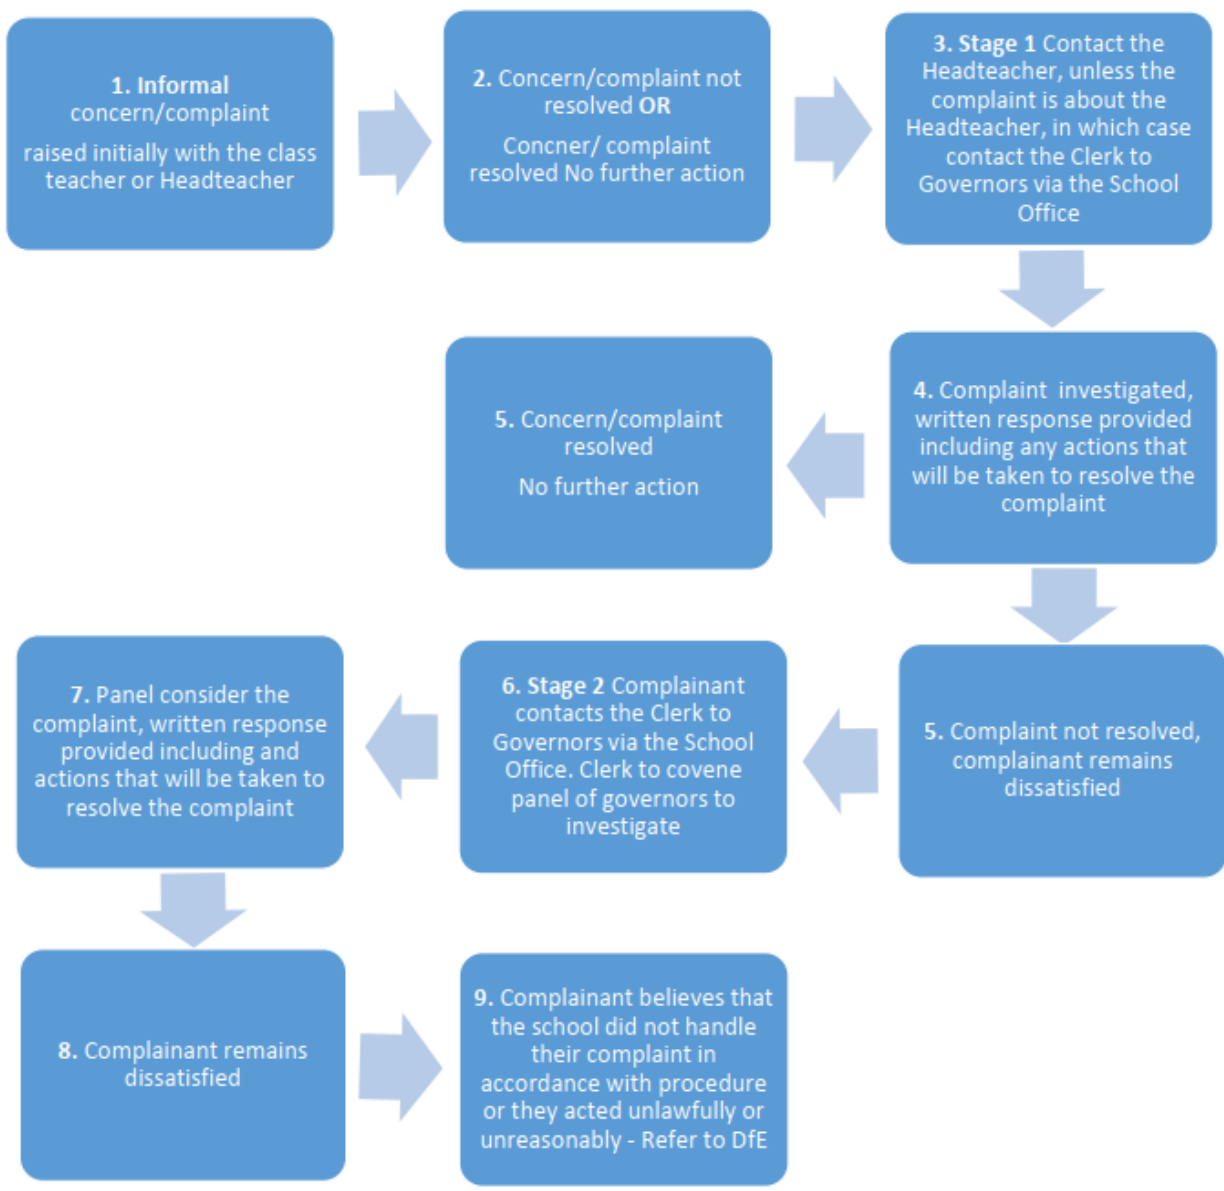 1. Informal
concern/complaint
raised initially with the class
teacher or Headteacher
2. Concern/complaint not
resolved OR
Concner/ complaint
resolved No further action
3. Stage 1 Contact the
Headteacher, unless the
complaint is about the
Headteacher, in which case
contact the Clerk to
Governors via the School
Office
4. Complaint  investigated,
written response provided
including any actions that
will be taken to resolve the
complaint
5. Concern/complaint
resolved
No further action
5. Complaint not resolved,
complainant remains
dissatisfied
6. Stage 2 Complainant
contacts the Clerk to
Governors via the School
Office. Clerk to covene
panel of governors to
investigate
7. Panel consider the
complaint, written response
provided including and
actions that will be taken to
resolve the complaint
8. Complainant remains
dissatisfied
9. Complainant believes that
the school did not handle
their complaint in
accordance with procedure
or they acted unlawfully or
unreasonably - Refer to DfE